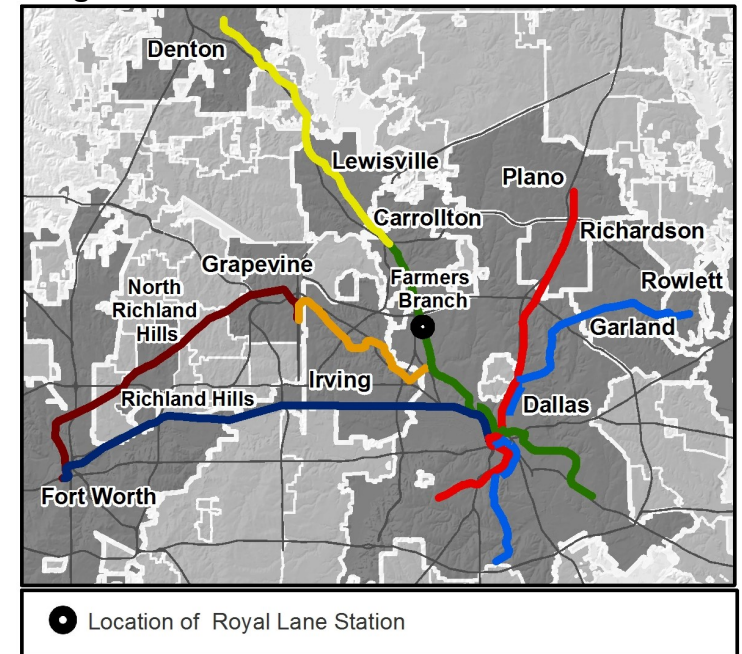 Denton
Lewisville
Plano
Carrollton
Richardson
Grapevine
Farmers
Branch
Rowlett
North
Richland
Hills
Garland
Irving
Richland Hills
Dallas
Fort Worth
Location of Royal Lane Station